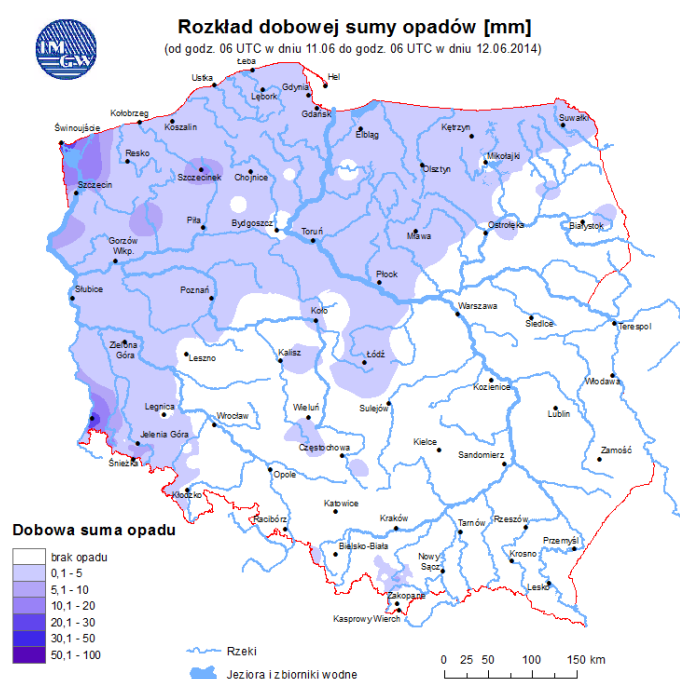 IM
GW
Rozkład dobowej sumy opadów [mm]
(od godz. 06 UTC w dniu 11.06 do godz. 06 UTC w dniu 12.06.2014)
Łeba
Ustka
Hel
Gdynia
Lębork
Gdańsk
Kołobrzeg
Koszalin
Świnoujście
Elbląg
Kętrzyn
Suwałki
Resko
Szczecinek
Chojnice
Olsztyn
Mikołajki
Szczecin
Piła
Bydgoszcz
Toruń
Mława
Ostrołęka
Białystok
Gorzów
Wlkp.
Płock
Słubice
Poznań
Koło
Warszawa
Siedlce
Terespol
Zielona
Góra
Leszno
Kalisz
Łódź
Kozienice
Włodawa
Legnica
Wrocław
Wieluń
Sulejów
Lublin
Jelenia Góra
Śnieżka
Częstochowa
Kielce
Sandomierz
Zamość
Opole
Kłodzko
Katowice
Racibórz
Kraków
Tarnów
Rzeszów
Przemyśl
Bielsko-Biała
Nowy
Sącz
Krosno
Lesko
Zakopane
Kasprowy Wierch
Dobowa suma opadu
brak opadu
0,1 - 5
5,1 - 10
10,1 - 20
20,1 - 30
30,1 - 50
50,1 - 100
Rzeki
Jeziora i zbiorniki wodne
0 25 50 100 150 km